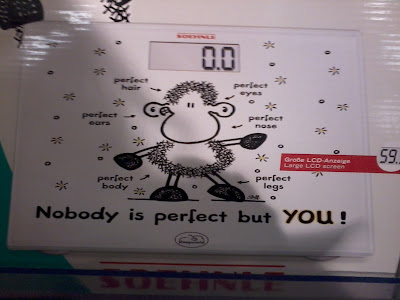 SOEHNLE
0.0
perfect
hair
perfect
eyes
perfect
ears
perfect
nose
Große LCD-Anzeige
Large LCD screen
59.
perfect
body
perfect
legs
Nobody is perfect but YOU!
SOEHNLE